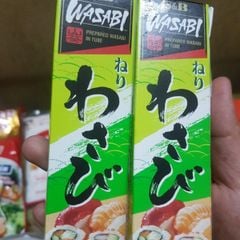 WASABI
PREPARED WASABI
IN TUBE
ねり
わさび
S&B
WASABI
PREPARED WASABI
IN TUBE
ねり
わさび